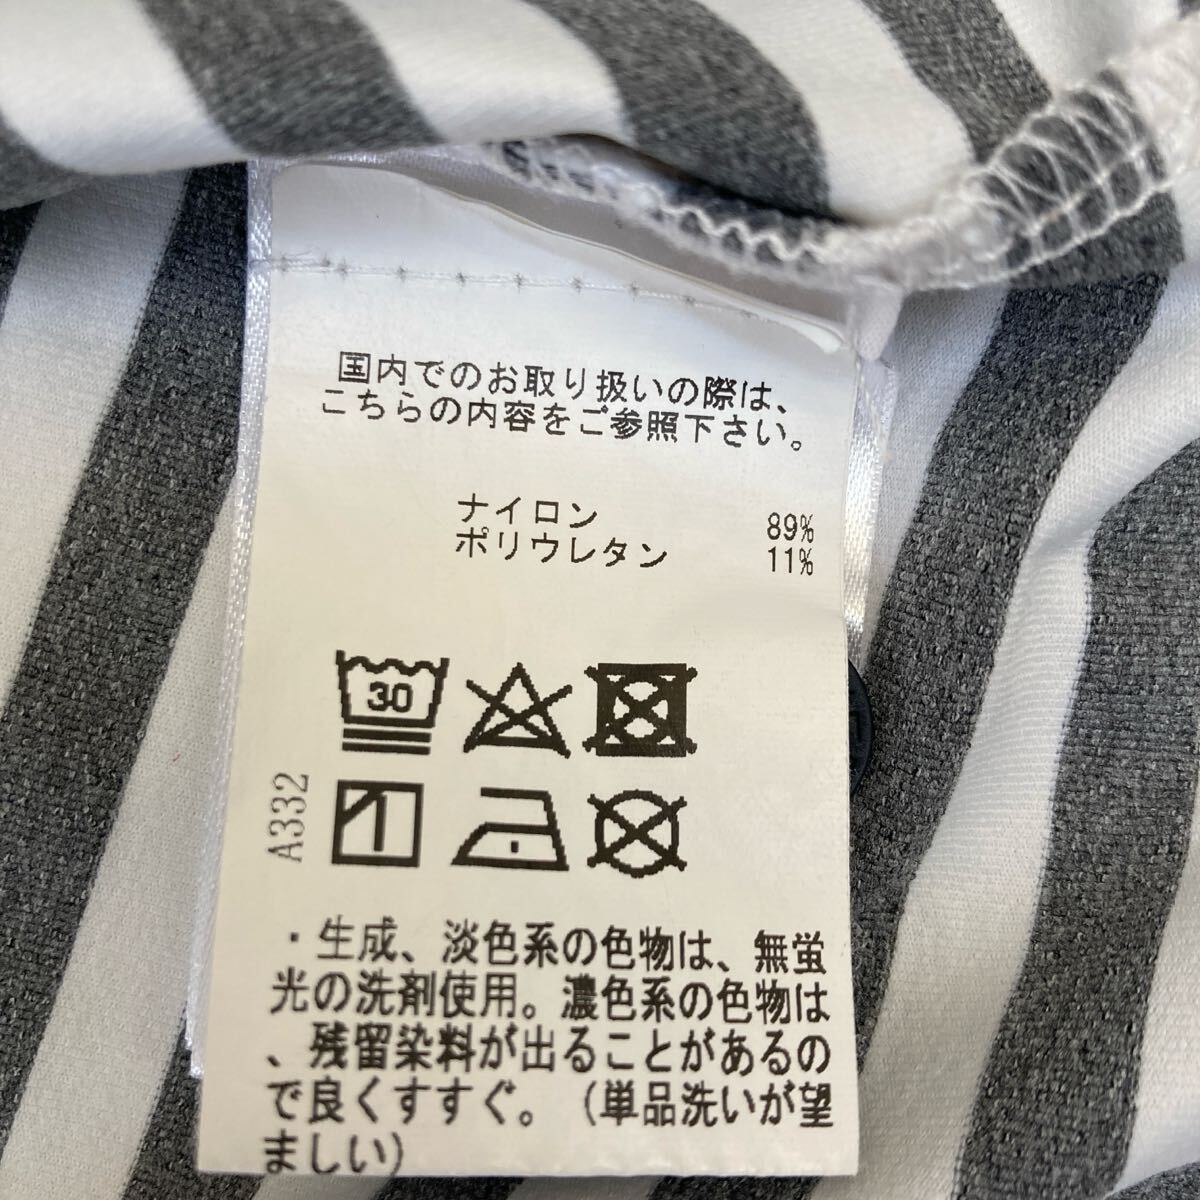 国内でのお取り扱いの際は、
こちらの内容をご参照下さい。
ナイロン 89%
ポリウレタン 11%
30
A332
・生成、淡色系の色物は、無蛍
光の洗剤使用。濃色系の色物は
、残留染料が出ることがあるの
で良くすすぐ。（単品洗いが望
ましい）